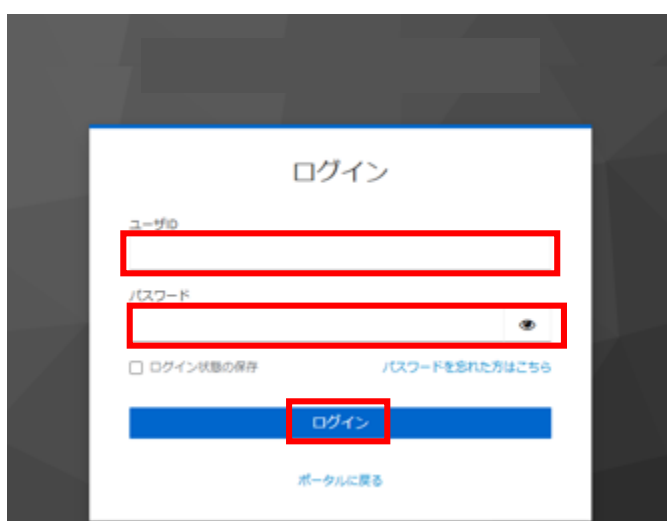 ログイン
ユーザID
パスワード
ログイン状態の保存 パスワードを忘れた方はこちら
ログイン
ポータルに戻る